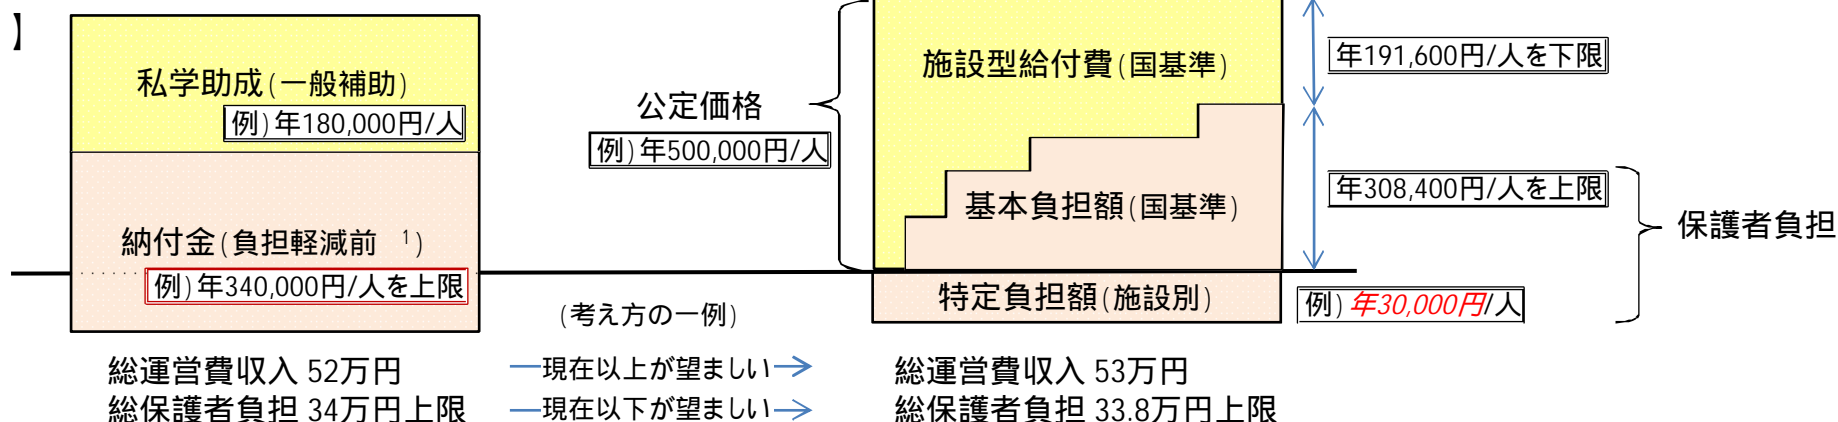 】
私学助成(一般補助)
例)年180,000円/人
納付金(負担軽減前 1)
例)年340,000円/人を上限
総運営費収入 52万円
総保護者負担 34万円上限
公定価格
例)年500,000円/人
(考え方の一例)
現在以上が望ましい
現在以下が望ましい
施設型給付費(国基準)
基本負担額(国基準)
特定負担額(施設別)
年191,600円/人を下限
年308,400円/人を上限
保護者負担
例)年30,000円/人
総運営費収入 53万円
総保護者負担 33.8万円上限